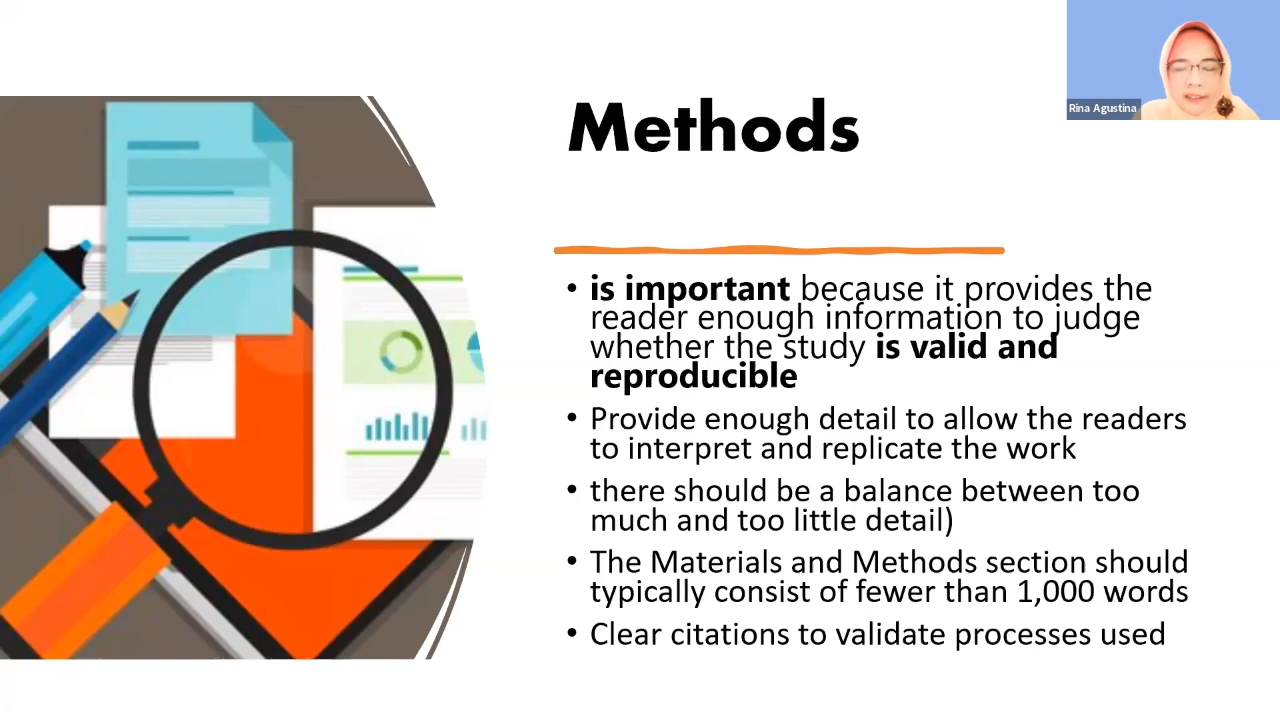 Rina Agustina
Methods
• is important because it provides the
reader enough information to judge
whether the study is valid and
reproducible
• Provide enough detail to allow the readers
to interpret and replicate the work
• there should be a balance between too
much and too little detail)
• The Materials and Methods section should
typically consist of fewer than 1,000 words
• Clear citations to validate processes used